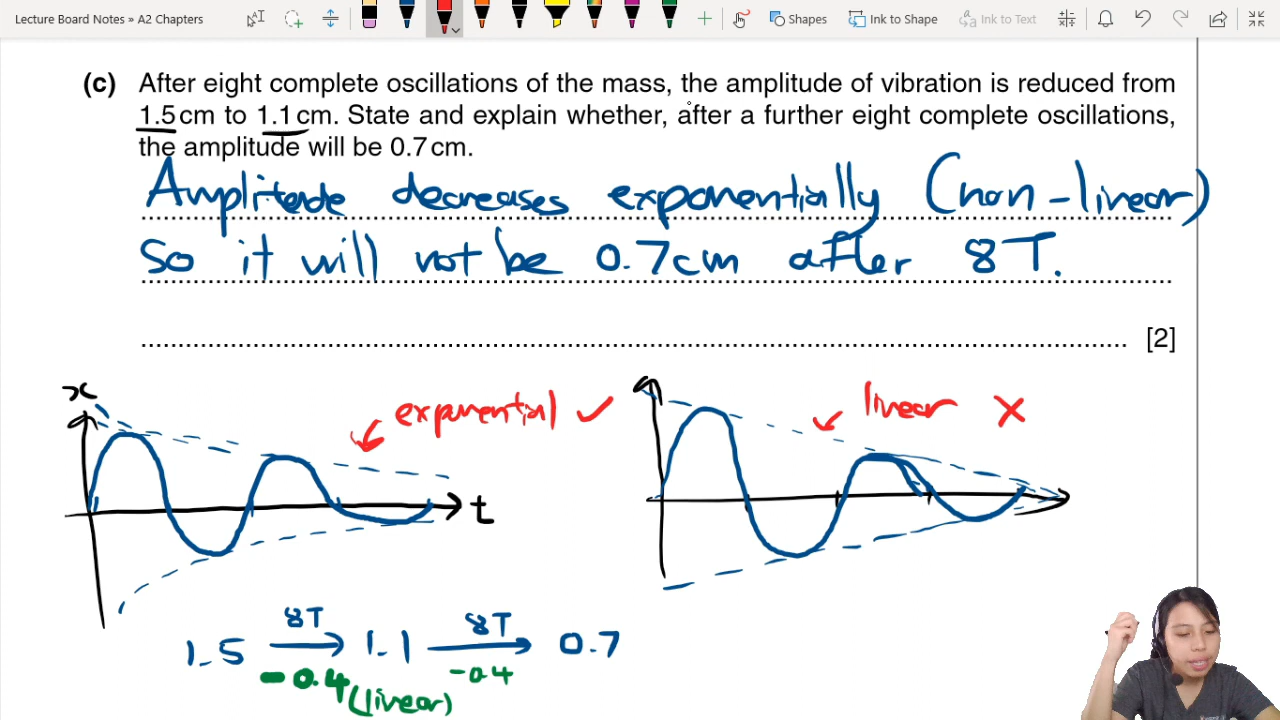 Lecture Board Notes » A2 Chapters
Shapes
Ink to Shape
Ink to Text
(c) After eight complete oscillations of the mass, the amplitude of vibration is reduced from
1.5 cm to 1.1 cm. State and explain whether, after a further eight complete oscillations,
the amplitude will be 0.7 cm.
Amplitude decreases exponentially (non-linear)
so it will not be 0.7cm after 8T.
[2]
x
exponential ✓
t
linear X
8T 8T
1.5 → 1.1 → 0.7
-0.4 (linear) -0.4